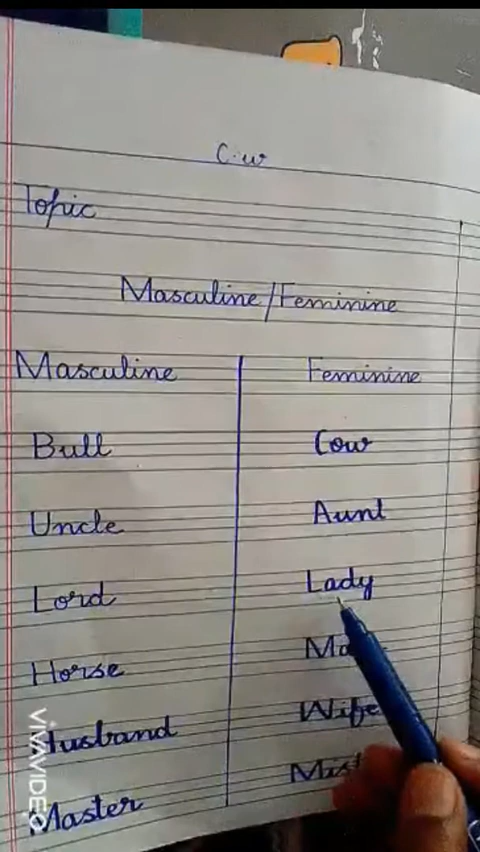 C.w
Topic
Masculine/Feminine
Masculine Feminine
Bull Cow
Uncle Aunt
Lord Lady
Horse
Husband Wife
Master
VIVAVIDEO